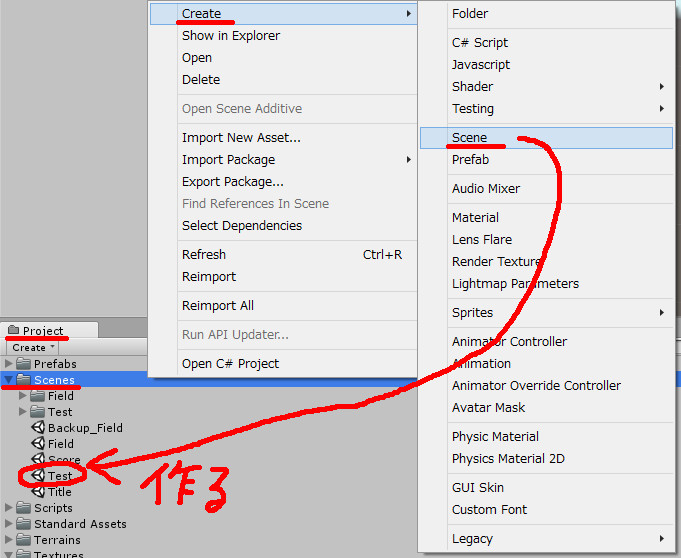 Create
Show in Explorer
Open
Delete
Open Scene Additive
Import New Asset...
Import Package
Export Package...
Find References In Scene
Select Dependencies
Refresh Ctrl+R
Reimport
Reimport All
Run API Updater...
Open C# Project
Folder
C# Script
Javascript
Shader
Testing
Scene
Prefab
Audio Mixer
Material
Lens Flare
Render Texture
Lightmap Parameters
Sprites
Animator Controller
Animation
Animator Override Controller
Avatar Mask
Physic Material
Physics Material 2D
GUI Skin
Custom Font
Legacy
Project
Create
Prefabs
Scenes
Field
Test
Backup_Field
Field
Score
Test
Title
Scripts
Standard Assets
Terrains
Textures
作る